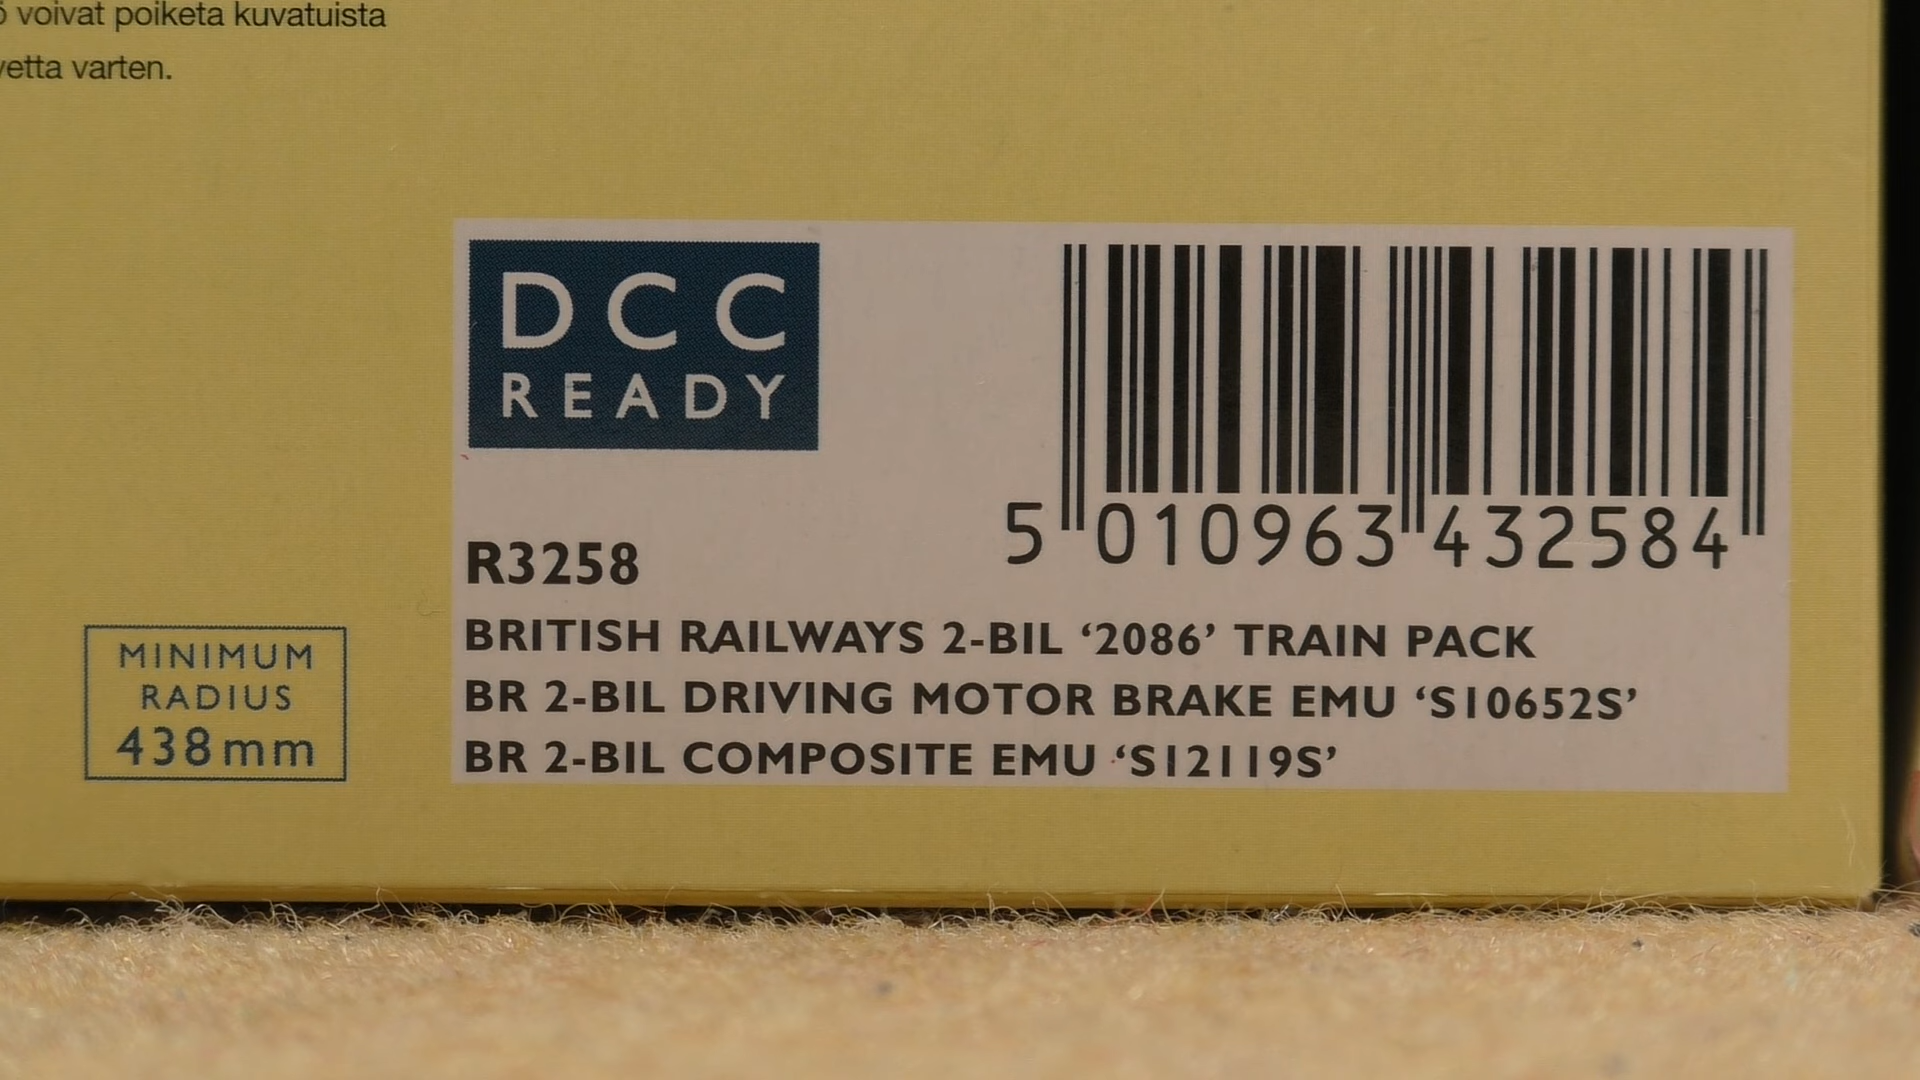 voivat poiketa kuvatuista
varten.
DCC
READY
5 010963 432584
R3258
BRITISH RAILWAYS 2-BIL ‘2086’ TRAIN PACK
BR 2-BIL DRIVING MOTOR BRAKE EMU ‘S10652S’
BR 2-BIL COMPOSITE EMU ‘S12119S’
MINIMUM
RADIUS
438mm